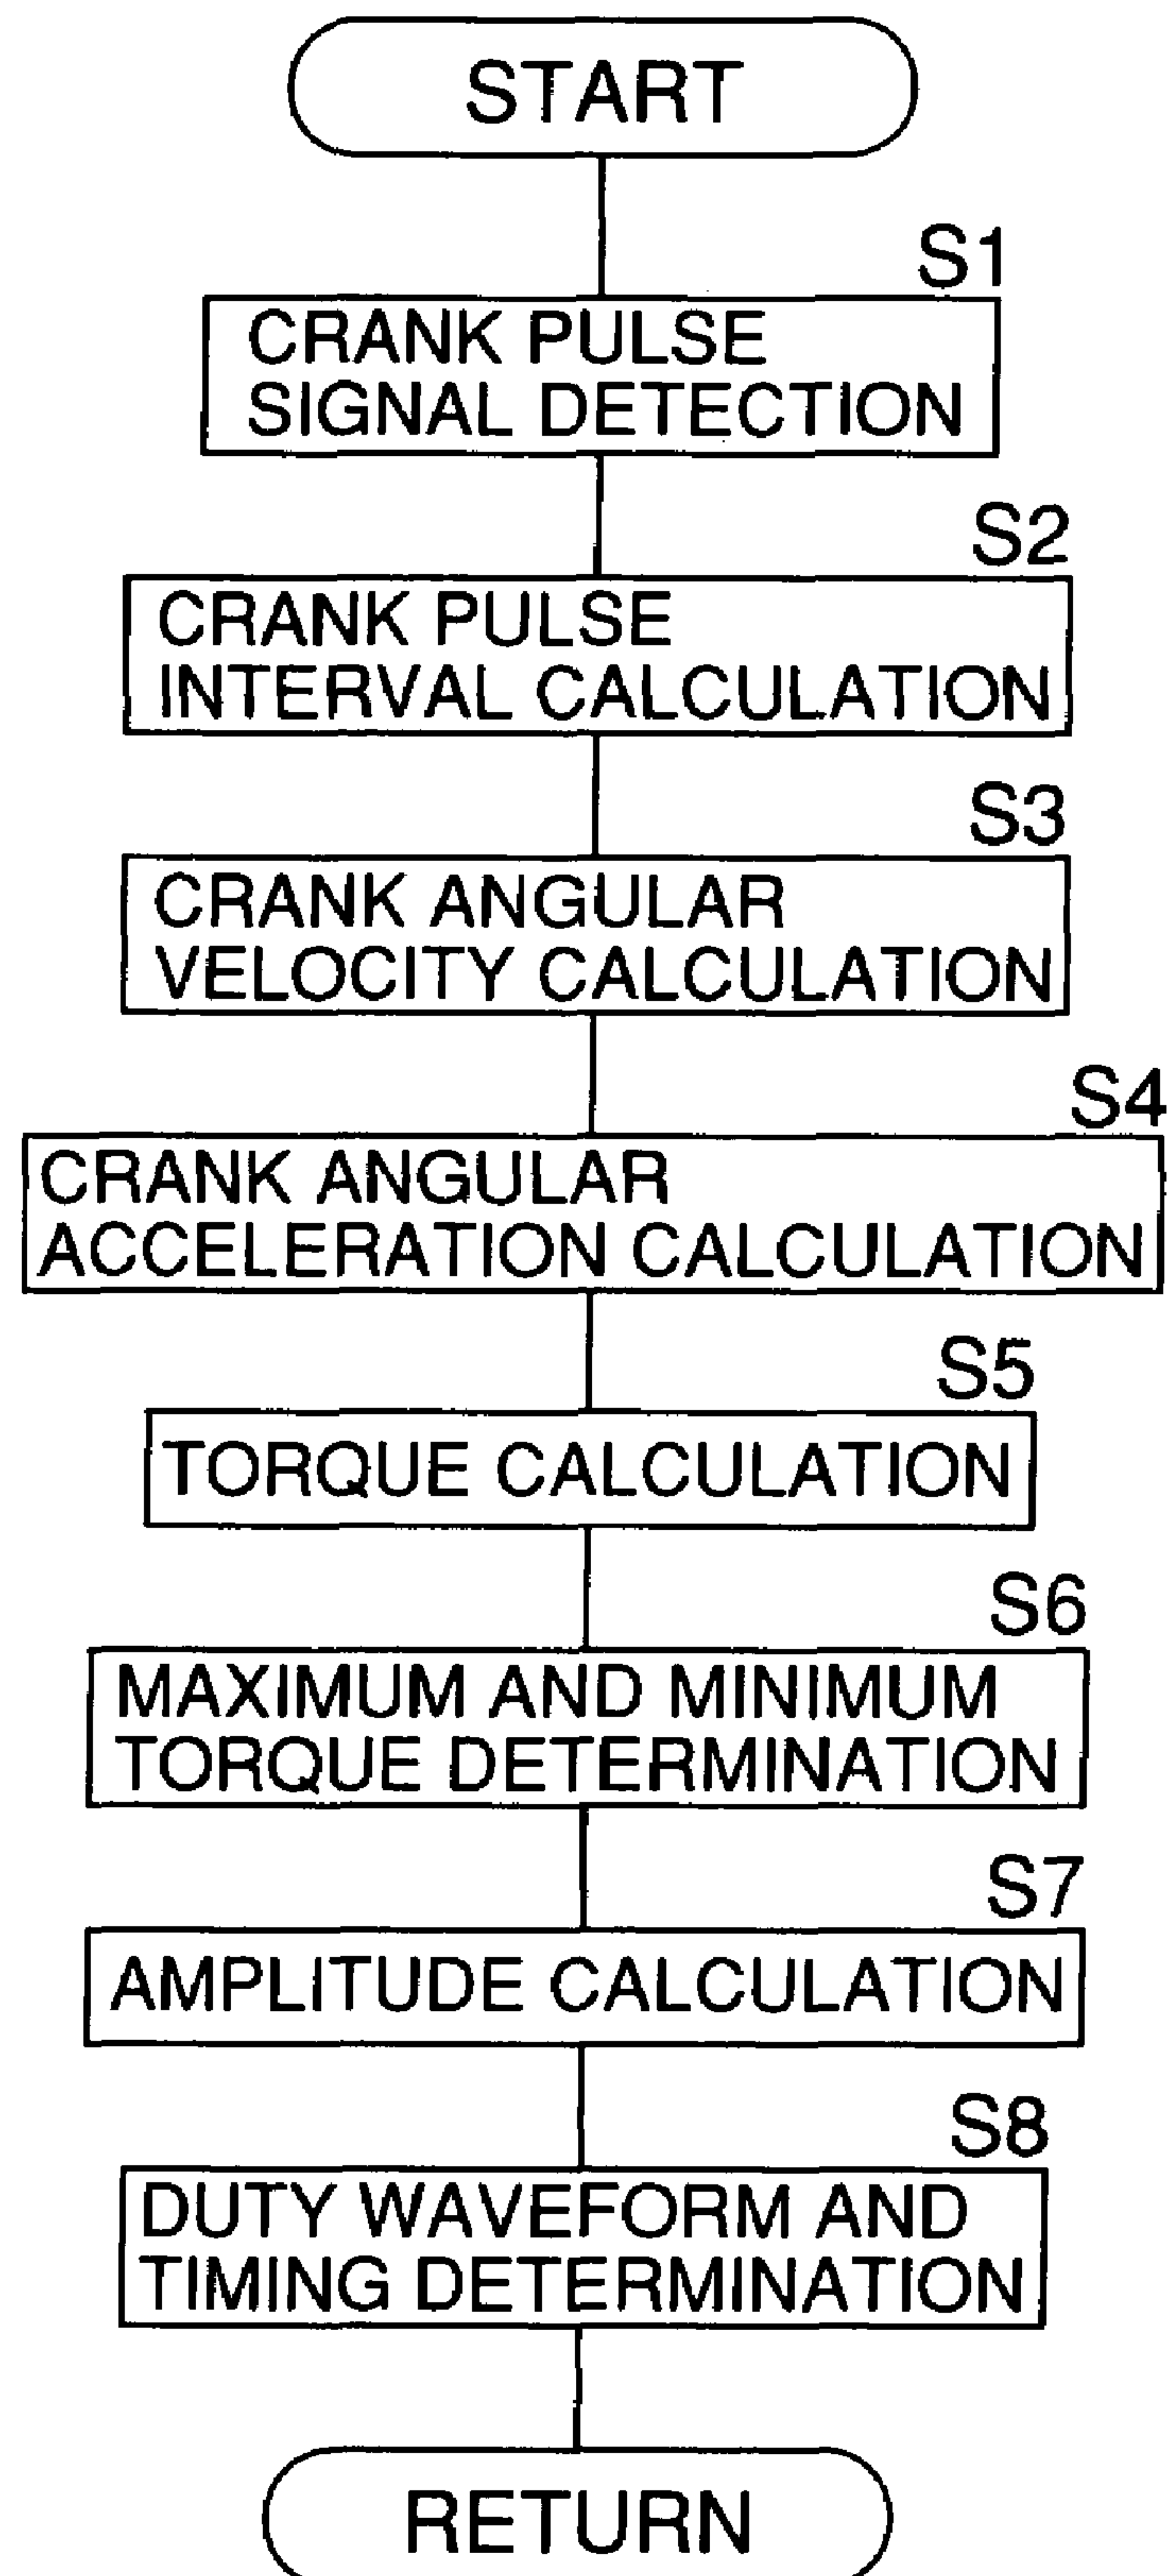 START
S1
CRANK PULSE
SIGNAL DETECTION
S2
CRANK PULSE
INTERVAL CALCULATION
S3
CRANK ANGULAR
VELOCITY CALCULATION
S4
CRANK ANGULAR
ACCELERATION CALCULATION
S5
TORQUE CALCULATION
S6
MAXIMUM AND MINIMUM
TORQUE DETERMINATION
S7
AMPLITUDE CALCULATION
S8
DUTY WAVEFORM AND
TIMING DETERMINATION
RETURN